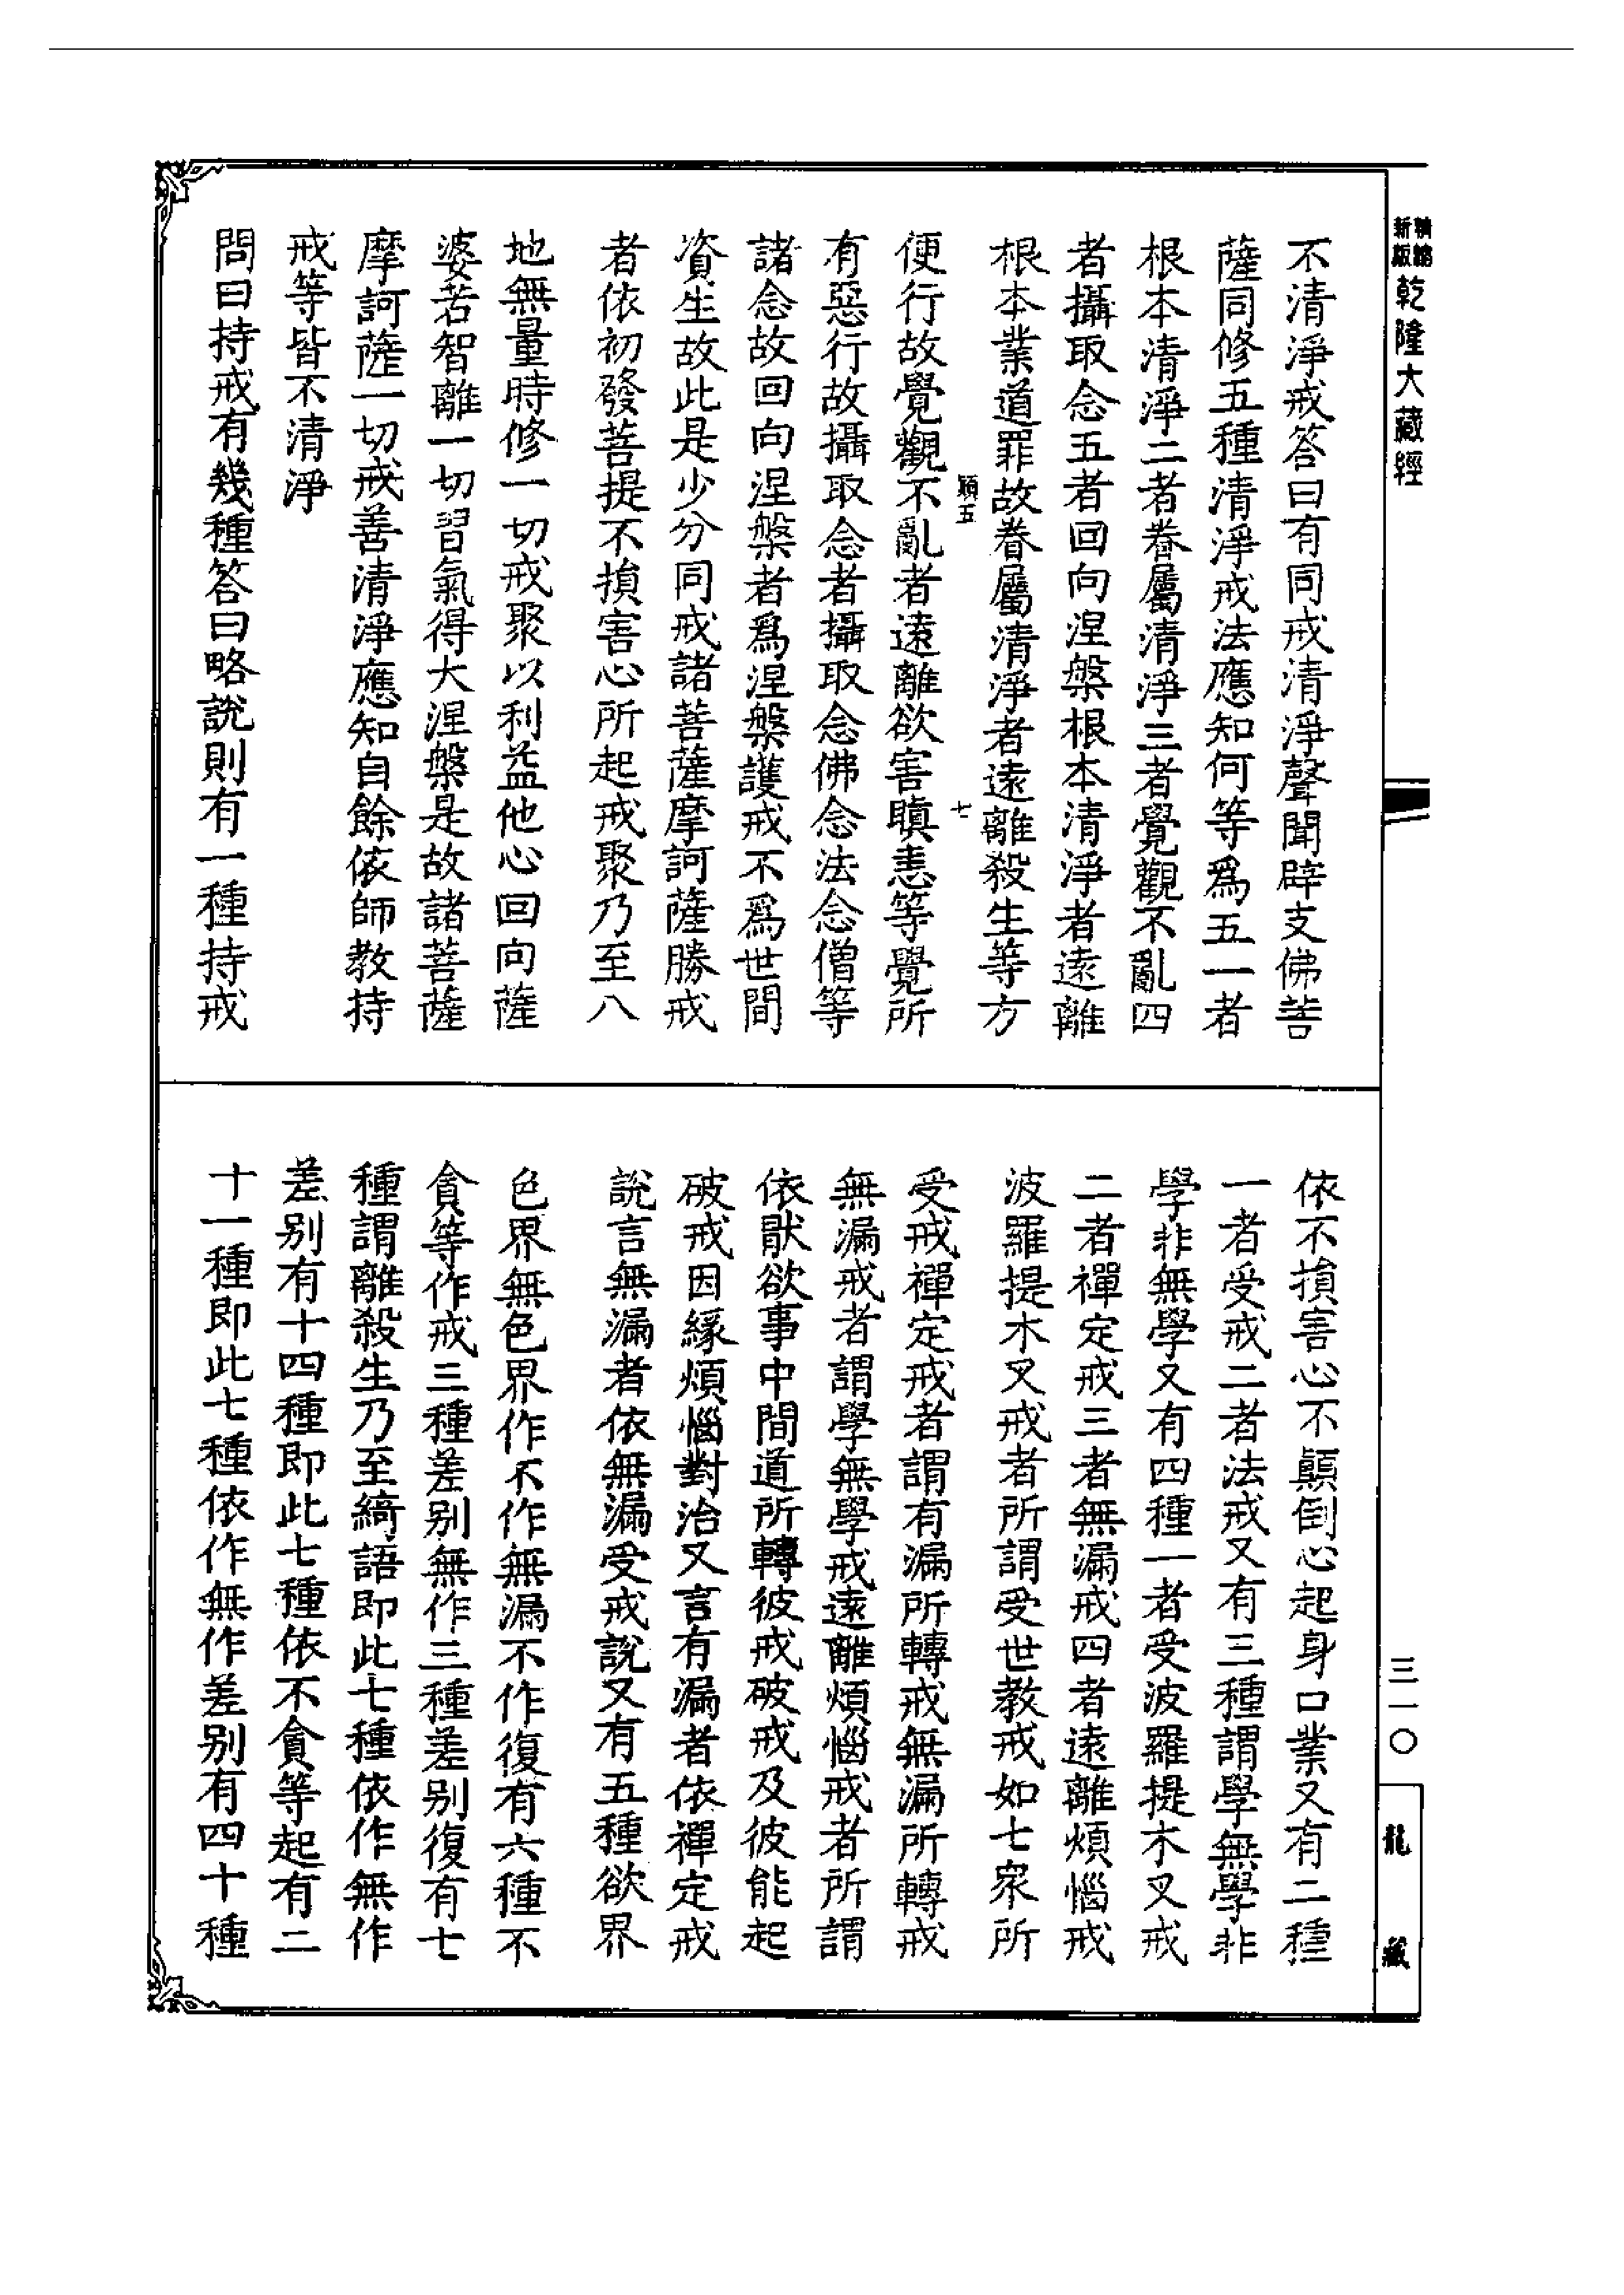 新版精縮
乾隆大藏經
不清淨戒答曰有同戒清淨聲聞辟支佛菩
薩同修五種清淨戒法應知何等爲五一者
根本清淨二者眷屬清淨三者覺觀不亂四
者攝取念五者回向涅槃根本清淨者遠離
根本業道罪故眷屬清淨者遠離殺生等方
穎五
七
便行故覺觀不亂者遠離欲害瞋恚等覺所
有惡行故攝取念者攝取念佛念法念僧等
諸念故回向涅槃者爲涅槃護戒不爲世間
資生故此是少分同戒諸菩薩摩訶薩勝戒
者依初發菩提不損害心所起戒聚乃至八
地無量時修一切戒聚以利益他心回向薩
婆若智離一切習氣得大涅槃是故諸菩薩
摩訶薩一切戒善清淨應知自餘依師教持
戒等皆不清淨
問曰持戒有幾種答曰略說則有一種持戒
依不損害心不顛倒心起身口業又有二種
一者受戒二者法戒又有三種謂學無學非
學非無學又有四種一者受波羅提木叉戒
二者禪定戒三者無漏戒四者遠離煩惱戒
波羅提木叉戒者所謂受世教戒如七衆所
受戒禪定戒者謂有漏所轉戒無漏所轉戒
無漏戒者謂學無學戒遠離煩惱戒者所謂
依猒欲事中間道所轉彼戒破戒及彼能起
破戒因緣煩惱對治又言有漏者依禪定戒
說言無漏者依無漏受戒說又有五種欲界
色界無色界作不作無漏不作復有六種不
貪等作戒三種差别無作三種差别復有七
種謂離殺生乃至綺語即此七種依作無作
差别有十四種即此七種依不貪等起有二
十一種即此七種依作無作差别有四十種
三一〇
龍藏